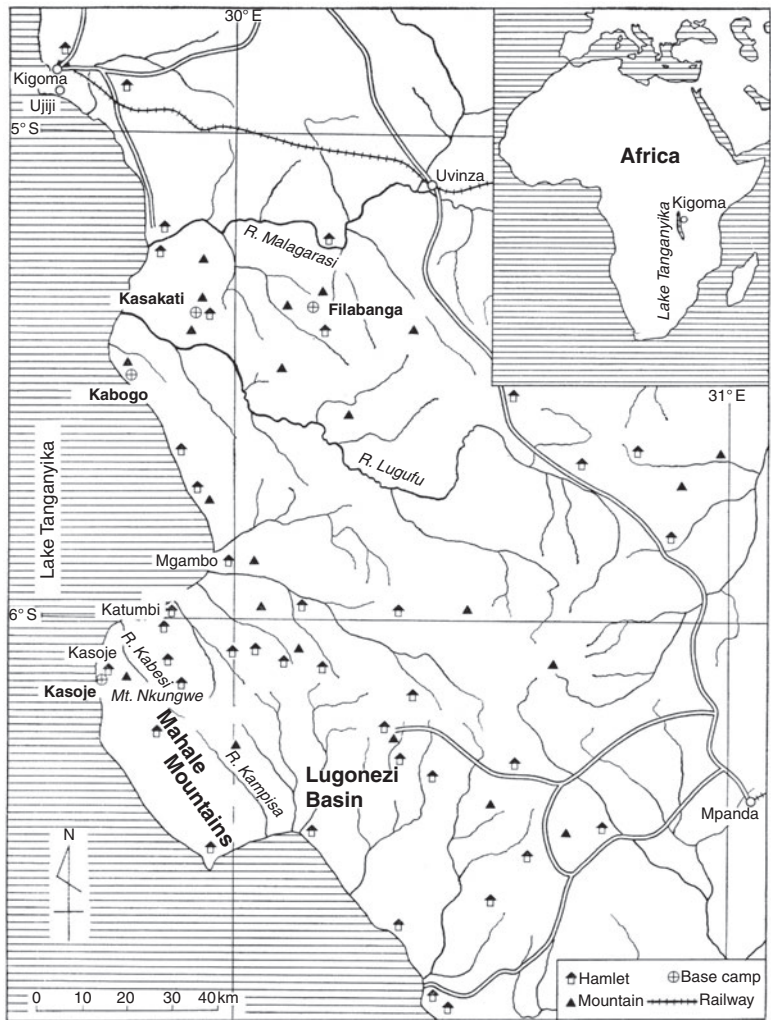 30° E
Kigoma
Ujiji
5° S
Uvinza
Africa
Kigoma
Lake Tanganyika
R. Malagarasi
Kasakati
Filabanga
Kabogo
31° E
R. Lugufu
Lake Tanganyika
Mgambo
Katumbi
6° S
Kasoje
R. Kabesi
Kasoje
Mt. Nkungwe
Mahale
Mountains
R. Kampisa
Lugonezi
Basin
Mpanda
N
0 10 20 30 40 km
Hamlet
Base camp
Mountain
Railway